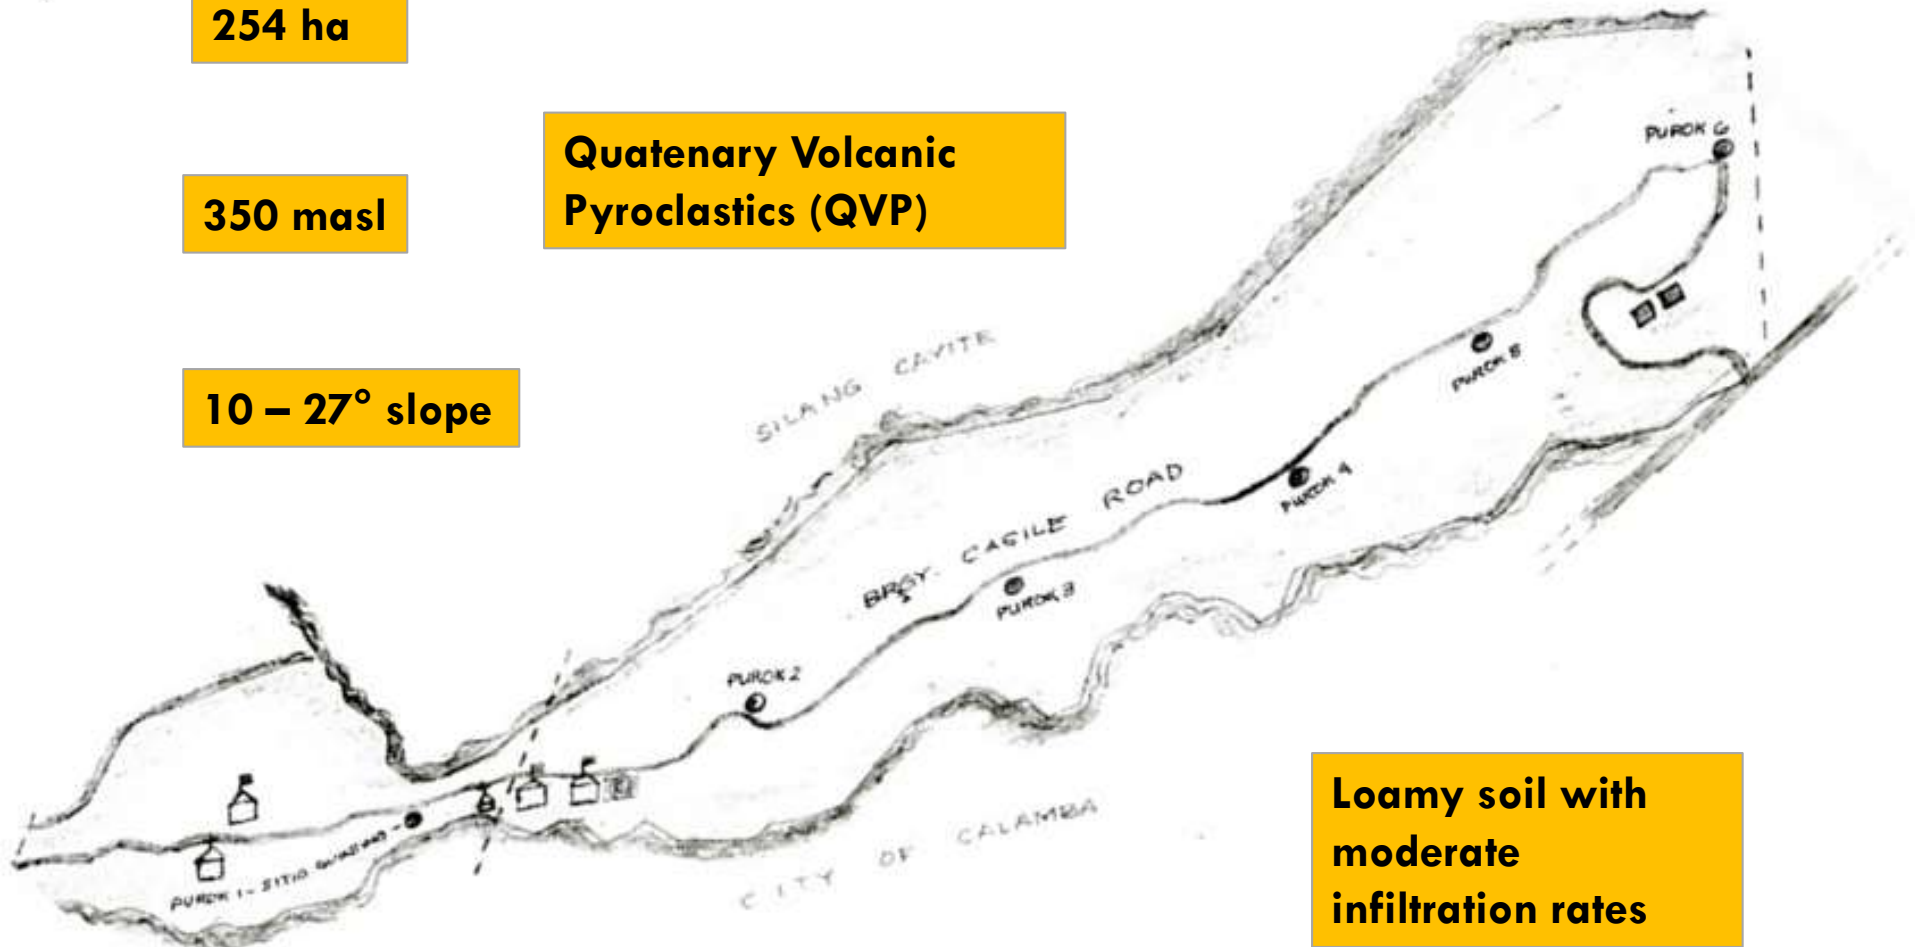 254 ha
Quatenary Volcanic
Pyroclastics (QVP)
350 masl
10 – 27° slope
PUROK 6
SILANG CAVITE
PUROK 5
BRGY. CASILE ROAD
PUROK 4
PUROK 3
PUROK 2
PUROK 1 - SITIO
CITY OF CALAMBA
Loamy soil with
moderate
infiltration rates